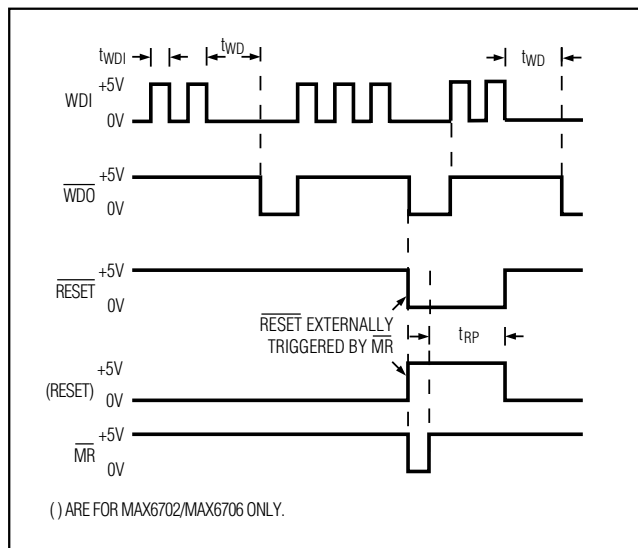 tWDI
tWD
tWD
+5V
WDI
0V
+5V
WDO
0V
+5V
RESET
0V
RESET EXTERNALLY
TRIGGERED BY MR
tRP
+5V
(RESET)
0V
+5V
MR
0V
( ) ARE FOR MAX6702/MAX6706 ONLY.